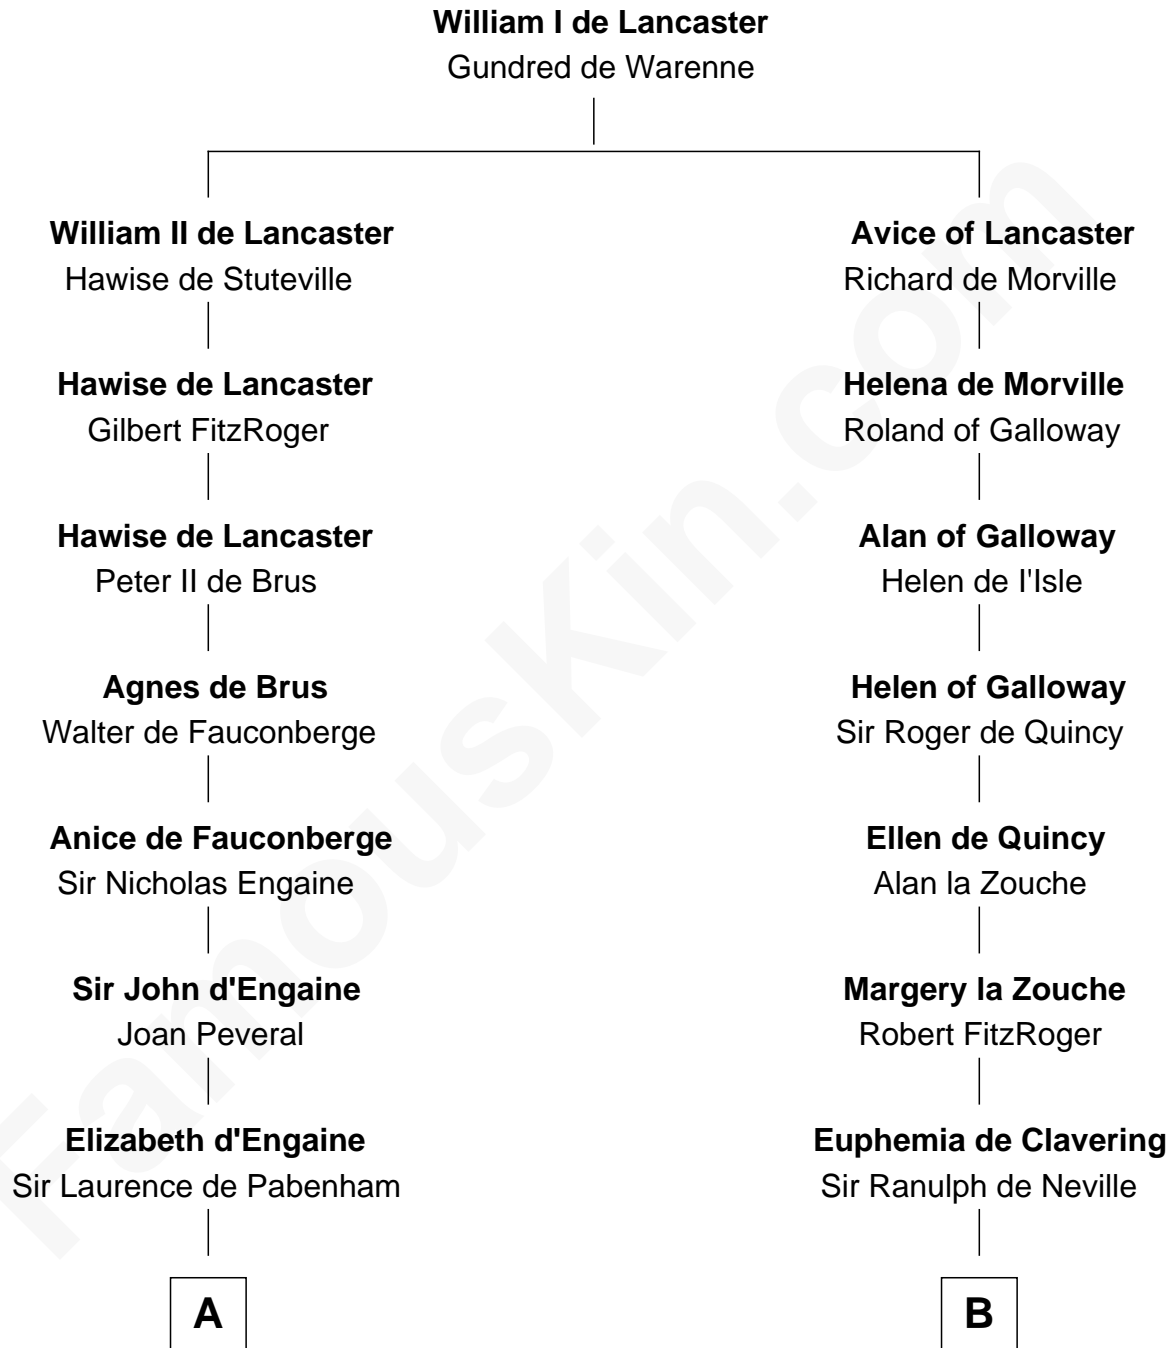 William I de Lancaster
Gundred de Warenne
William II de Lancaster
Hawise de Stuteville
Hawise de Lancaster
Gilbert FitzRoger
Hawise de Lancaster
Peter II de Brus
Agnes de Brus
Walter de Fauconberge
Anice de Fauconberge
Sir Nicholas Engaine
Sir John d'Engaine
Joan Peveral
Elizabeth d'Engaine
Sir Laurence de Pabenham
A
Avice of Lancaster
Richard de Morville
Helena de Morville
Roland of Galloway
Alan of Galloway
Helen de I'Isle
Helen of Galloway
Sir Roger de Quincy
Ellen de Quincy
Alan la Zouche
Margery la Zouche
Robert FitzRoger
Euphemia de Clavering
Sir Ranulph de Neville
B
FamousKin.com